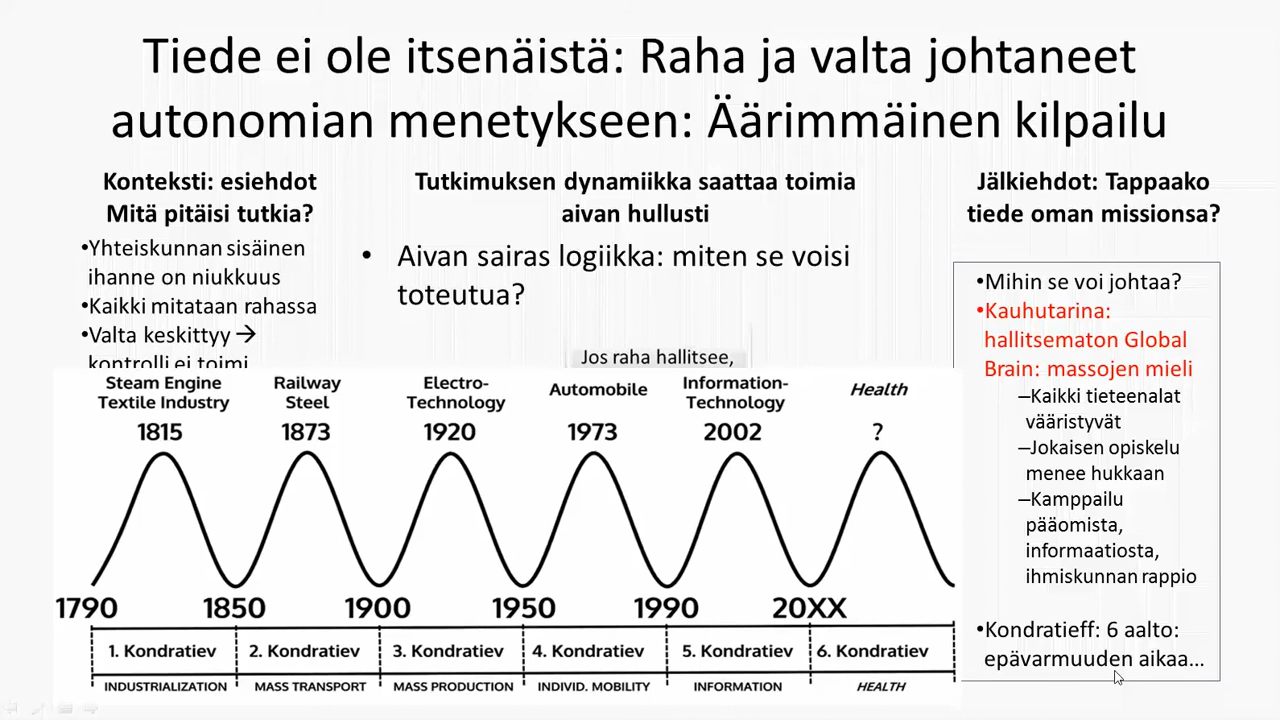 Tiede ei ole itsenäistä: Raha ja valta johtaneet
autonomian menetykseen: Äärimmäinen kilpailu
Konteksti: esiehdot
Mitä pitäisi tutkia?
•Yhteiskunnan sisäinen
ihanne on niukkuus
•Kaikki mitataan rahassa
•Valta keskittyy →
kontrolli ei toimi
Tutkimuksen dynamiikka saattaa toimia
aivan hullusti
• Aivan sairas logiikka: miten se voisi
toteutua?
Jos raha hallitsee,
Jälkiehdot: Tappaako
tiede oman missionsa?
•Mihin se voi johtaa?
•Kauhutarina:
hallitsematon Global
Brain: massojen mieli
–Kaikki tieteenalat
vääristyvät
–Jokaisen opiskelu
menee hukkaan
–Kamppailu
pääomista,
informaatiosta,
ihmiskunnan rappio
•Kondratieff: 6 aalto:
epävarmuuden aikaa...
Steam Engine
Textile Industry
1815
Railway
Steel
1873
Electro-
Technology
1920
Automobile
1973
Information-
Technology
2002
Health
?
1790 1850 1900 1950 1990 20XX
1. Kondratiev 2. Kondratiev 3. Kondratiev 4. Kondratiev 5. Kondratiev 6. Kondratiev
INDUSTRIALIZATION MASS TRANSPORT MASS PRODUCTION INDIVID. MOBILITY INFORMATION HEALTH